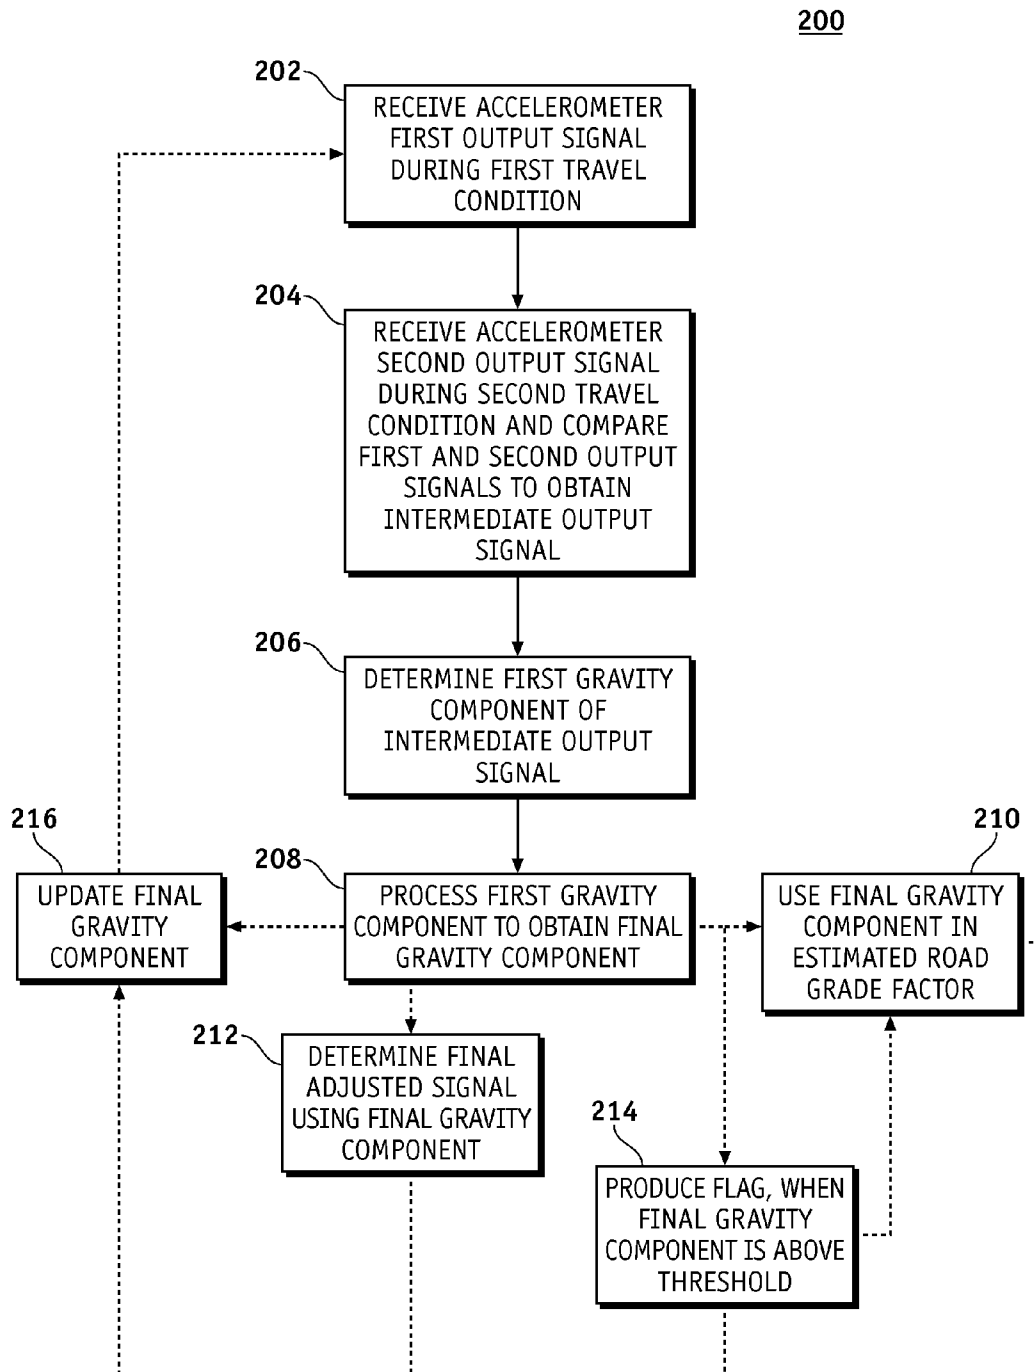 200
202
RECEIVE ACCELEROMETER
FIRST OUTPUT SIGNAL
DURING FIRST TRAVEL
CONDITION
204
RECEIVE ACCELEROMETER
SECOND OUTPUT SIGNAL
DURING SECOND TRAVEL
CONDITION AND COMPARE
FIRST AND SECOND OUTPUT
SIGNALS TO OBTAIN
INTERMEDIATE OUTPUT
SIGNAL
206
DETERMINE FIRST GRAVITY
COMPONENT OF
INTERMEDIATE OUTPUT
SIGNAL
216
UPDATE FINAL
GRAVITY
COMPONENT
208
PROCESS FIRST GRAVITY
COMPONENT TO OBTAIN FINAL
GRAVITY COMPONENT
210
USE FINAL GRAVITY
COMPONENT IN
ESTIMATED ROAD
GRADE FACTOR
212
DETERMINE FINAL
ADJUSTED SIGNAL
USING FINAL GRAVITY
COMPONENT
214
PRODUCE FLAG, WHEN
FINAL GRAVITY
COMPONENT IS ABOVE
THRESHOLD